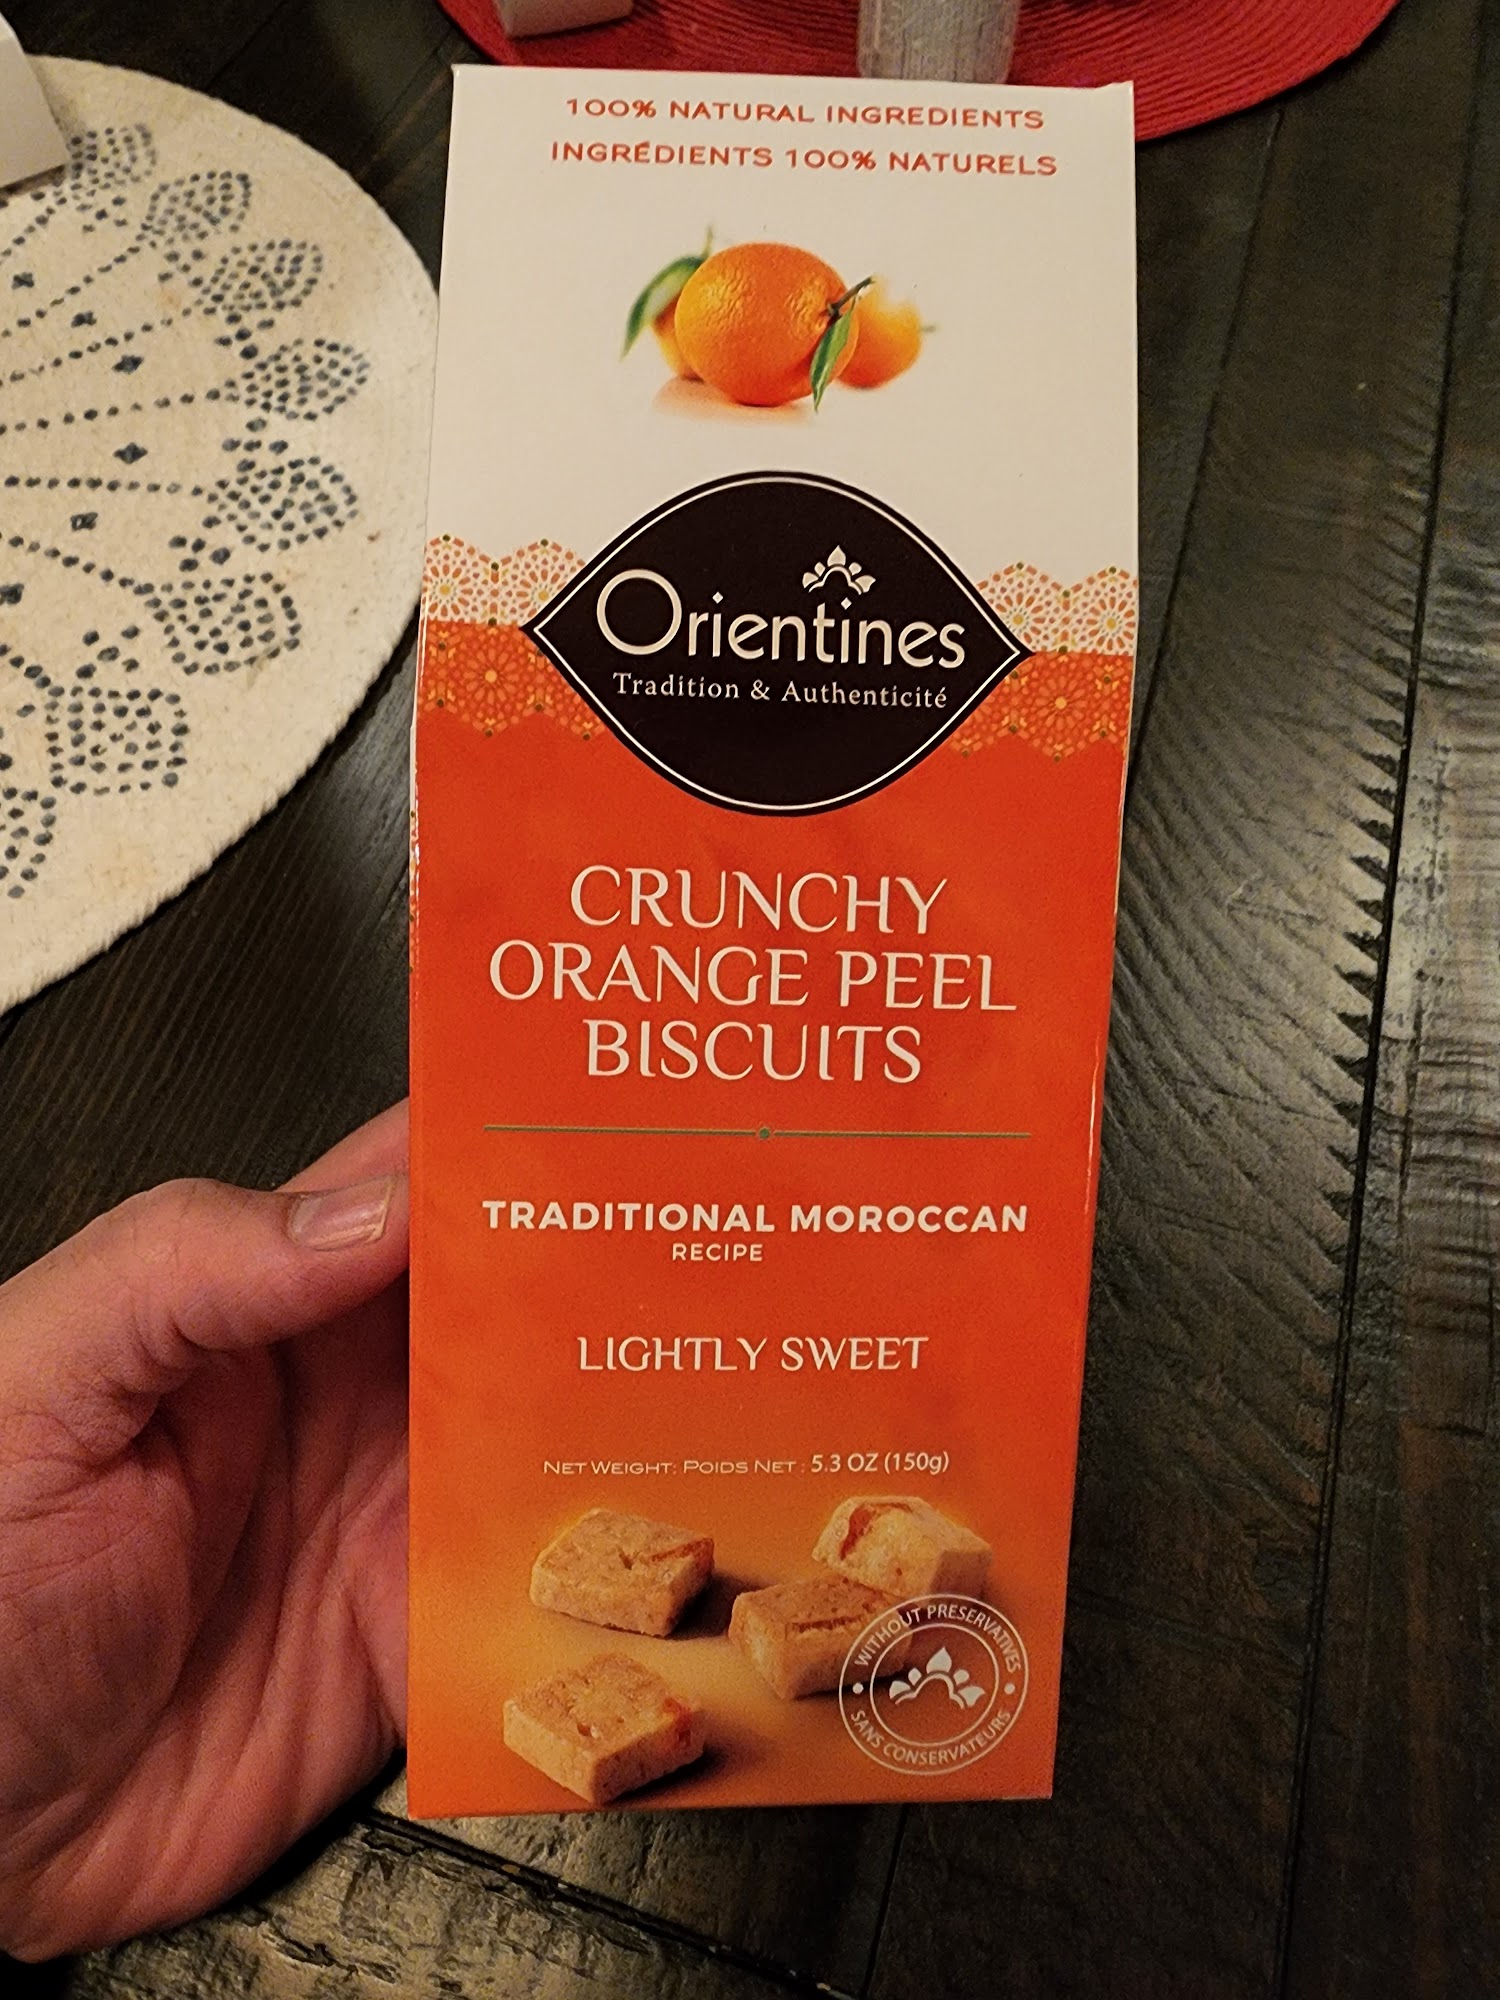 100% NATURAL INGREDIENTS
INGRÉDIENTS 100% NATURELS
Orientines
Tradition & Authenticité
CRUNCHY
ORANGE PEEL
BISCUITS
TRADITIONAL MOROCCAN
RECIPE
LIGHTLY SWEET
NET WEIGHT: POIDS NET : 5.3 OZ (150g)
WITHOUT PRESERVATIVES
SANS CONSERVATEURS